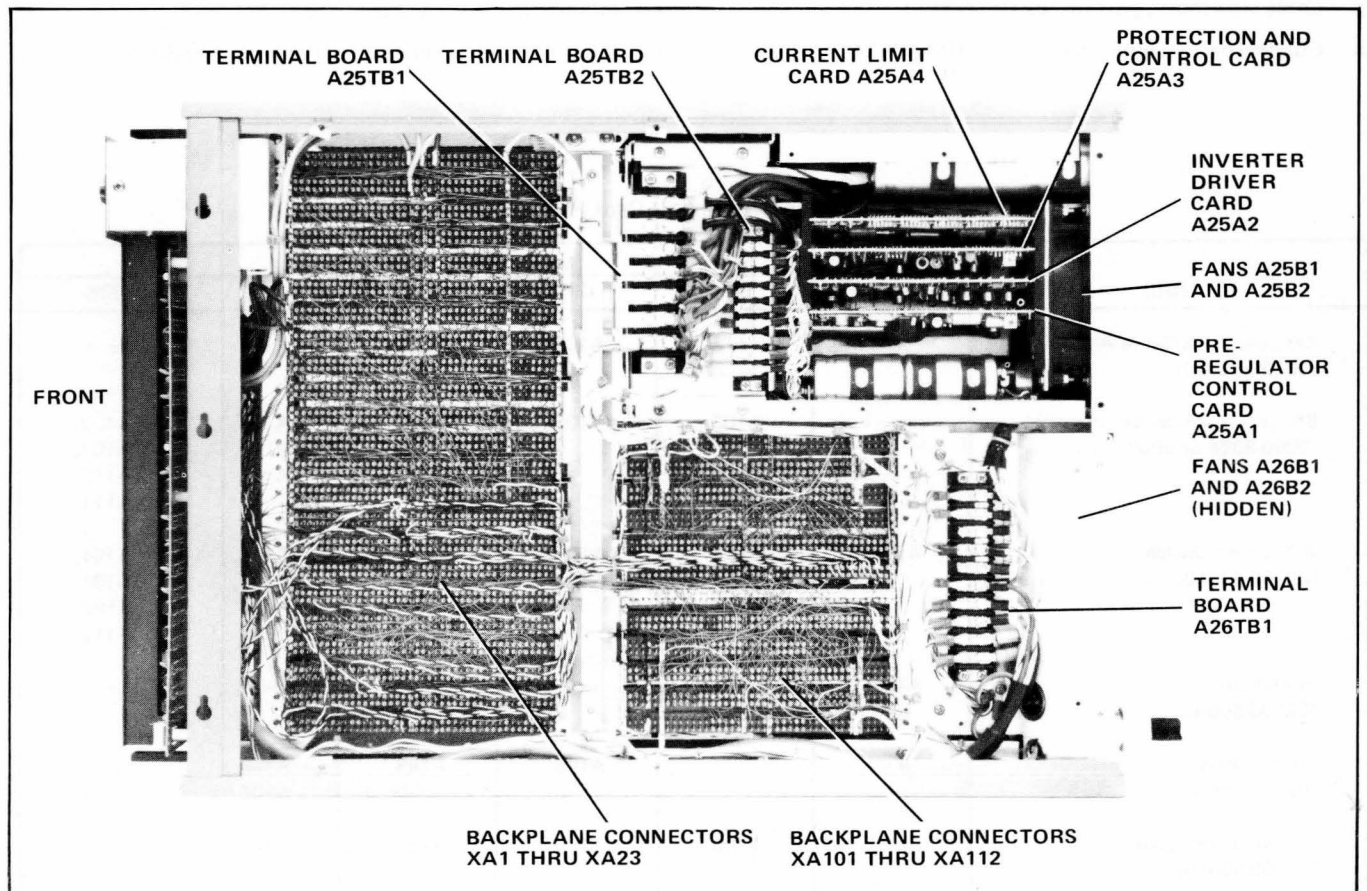 TERMINAL BOARD
A25TB1
TERMINAL BOARD
A25TB2
CURRENT LIMIT
CARD A25A4
PROTECTION AND
CONTROL CARD
A25A3
INVERTER
DRIVER
CARD
A25A2
FANS A25B1
AND A25B2
PRE-
REGULATOR
CONTROL
CARD
A25A1
FRONT
FANS A26B1
AND A26B2
(HIDDEN)
TERMINAL
BOARD
A26TB1
BACKPLANE CONNECTORS
XA1 THRU XA23
BACKPLANE CONNECTORS
XA101 THRU XA112